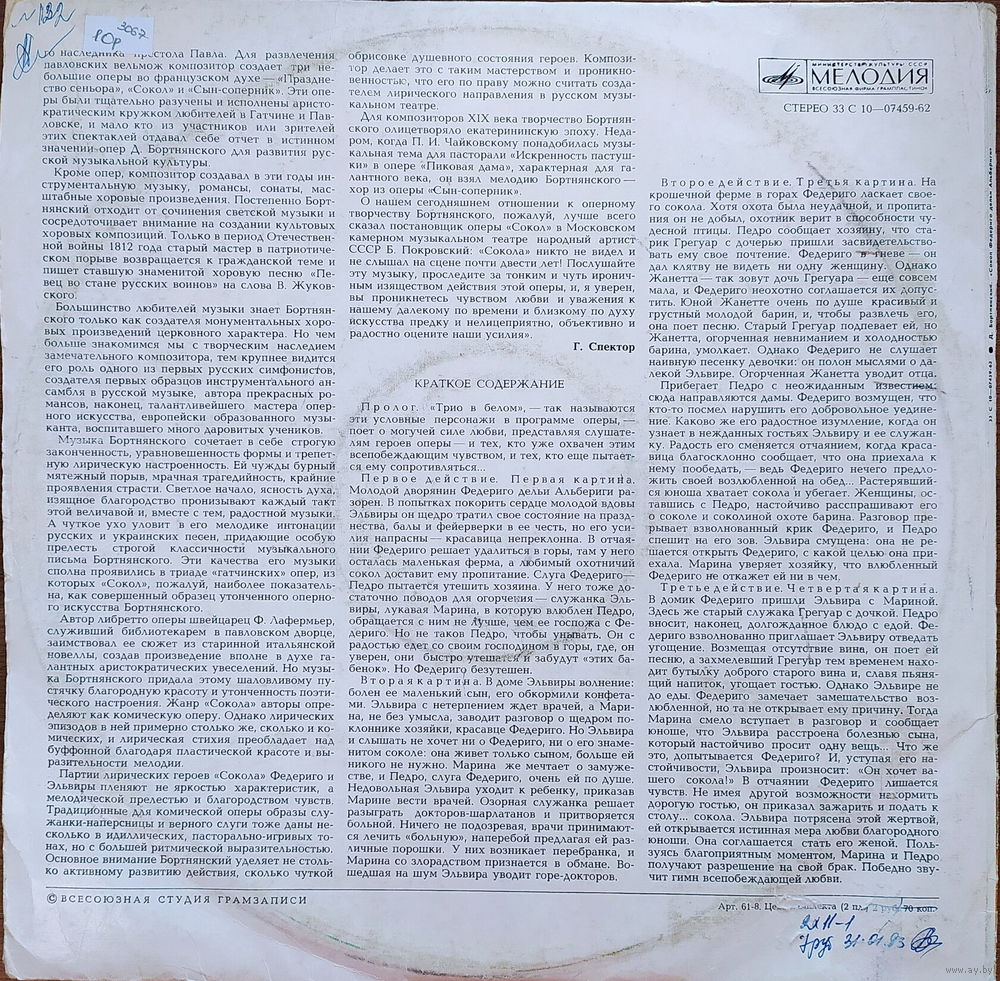 № 132
3067
10р
го наследника престола Павла. Для развлечения
павловских вельмож композитор создает три не-
большие оперы во французском духе — «Праздне-
ство сеньора», «Сокол» и «Сын-соперник». Эти опе-
ры были тщательно разучены и исполнены аристо-
кратическим кружком любителей в Гатчине и Пав-
ловске, и мало кто из участников или зрителей
этих спектаклей отдавал себе отчет в истинном
значении опер Д. Бортнянского для развития рус-
ской музыкальной культуры.
Кроме опер, композитор создавал в эти годы ин-
струментальную музыку, романсы, сонаты, мас-
штабные хоровые произведения. Постепенно Борт-
нянский отходит от сочинения светской музыки и
сосредоточивает внимание на создании культовых
хоровых композиций. Только в период Отечествен-
ной войны 1812 года старый мастер в патриотиче-
ском порыве возвращается к гражданской теме и
пишет ставшую знаменитой хоровую песню «Пе-
вец во стане русских воинов» на слова В. Жуков-
ского.
Большинство любителей музыки знает Бортнян-
ского только как создателя монументальных хоро-
вых произведений церковного характера. Но чем
больше знакомимся мы с творческим наследием
замечательного композитора, тем крупнее видится
его роль одного из первых русских симфонистов,
создателя первых образцов инструментального ан-
самбля в русской музыке, автора прекрасных ро-
мансов, наконец, талантливейшего мастера опер-
ного искусства, европейски образованного музы-
канта, воспитавшего много даровитых учеников.
Музыка Бортнянского сочетает в себе строгую
законченность, уравновешенность формы и трепет-
ную лирическую настроенность. Ей чужды бурный
мятежный порыв, мрачная трагедийность, крайние
проявления страсти. Светлое начало, ясность духа,
изящное благородство пронизывают каждый такт
этой величавой и, вместе с тем, радостной музыки.
А чуткое ухо уловит в его мелодике интонации
русских и украинских песен, придающие особую
прелесть строгой классичности музыкального
письма Бортнянского. Эти качества его музыки
сполна проявились в триаде «гатчинских» опер, из
которых «Сокол», пожалуй, наиболее показатель-
на, как совершенный образец утонченного оперно-
го искусства Бортнянского.
Автор либретто оперы швейцарец Ф. Лафермьер,
служивший библиотекарем в павловском дворце,
заимствовал ее сюжет из старинной итальянской
новеллы, создав произведение вполне в духе га-
лантных аристократических увеселений. Но музы-
ка Бортнянского придала этому шаловливому пу-
стячку благородную красоту и утонченность поэти-
ческого настроения. Жанр «Сокола» авторы опре-
деляют как комическую оперу. Однако лирических
эпизодов в ней примерно столько же, сколько и ко-
мических, и лирическая стихия преобладает над
буффонной благодаря пластической красоте и вы-
разительности мелодии.
Партии лирических героев «Сокола» Федериго и
Эльвиры пленяют не яркостью характеристик, а
мелодической прелестью и благородством чувств.
Традиционные для комической оперы образы слу-
жанки-наперсницы и верного слуги тоже даны не-
сколько в идиллических, пасторально-игривых то-
нах, но с большей ритмической выразительностью.
Основное внимание Бортнянский уделяет не столь-
ко активному развитию действия, сколько чуткой
обрисовке душевного состояния героев. Компози-
тор делает это с таким мастерством и проникно-
венностью, что его по праву можно считать созда-
телем лирического направления в русском музы-
кальном театре.
Для композиторов XIX века творчество Бортнян-
ского олицетворяло екатерининскую эпоху. Неда-
ром, когда П. И. Чайковскому понадобилась музы-
кальная тема для пасторали «Искренность пастуш-
ки» в опере «Пиковая дама», характерная для га-
лантного века, он взял мелодию Бортнянского —
хор из оперы «Сын-соперник».
О нашем сегодняшнем отношении к оперному
творчеству Бортнянского, пожалуй, лучше всего
сказал постановщик оперы «Сокол» в Московском
камерном музыкальном театре народный артист
СССР Б. Покровский: «Сокола» никто не видел и
не слышал на сцене почти двести лет! Послушайте
эту музыку, проследите за тонким и чуть иронич-
ным изяществом действия этой оперы, и, я уверен,
вы проникнетесь чувством любви и уважения к
нашему далекому по времени и близкому по духу
искусства предку и нелицеприятно, объективно и
радостно оцените наши усилия».
Г. Спектор
КРАТКОЕ СОДЕРЖАНИЕ
Пролог. «Трио в белом», — так называются
эти условные персонажи в программе оперы, —
поет о могучей силе любви, представляя слушате-
лям героев оперы — и тех, кто уже охвачен этим
всепобеждающим чувством, и тех, кто еще пытает-
ся ему сопротивляться...
Первое действие. Первая картина.
Молодой дворянин Федериго дельи Альбериги ра-
зорен. В попытках покорить сердце молодой вдовы
Эльвиры он щедро тратил свое состояние на празд-
нества, балы и фейерверки в ее честь, но его уси-
лия напрасны — красавица непреклонна. В отчая-
нии Федериго решает удалиться в горы, там у него
осталась маленькая ферма, а любимый охотничий
сокол доставит ему пропитание. Слуга Федериго —
Педро пытается утешить хозяина. У него тоже до-
статочно поводов для огорчения — служанка Эль-
виры, лукавая Марина, в которую влюблен Педро,
обращается с ним не лучше, чем ее госпожа с Фе-
дериго. Но не таков Педро, чтобы унывать. Он с
радостью едет со своим господином в горы, где, он
уверен, они быстро утешатся и забудут «этих ба-
бенок». Но Федериго безутешен.
Вторая картина. В доме Эльвиры волнение:
болен ее маленький сын, его обкормили конфета-
ми. Эльвира с нетерпением ждет врачей, а Мари-
на, не без умысла, заводит разговор о щедром по-
клоннике хозяйки, красавце Федериго. Но Эльвира
и слышать не хочет ни о Федериго, ни о его знаме-
нитом соколе: она живет только сыном, больше ей
никого не нужно. Марина же мечтает о замуже-
стве, и Педро, слуга Федериго, очень ей по душе.
Недовольная Эльвира уходит к ребенку, приказав
Марине вести врачей. Озорная служанка решает
разыграть докторов-шарлатанов и притворяется
больной. Ничего не подозревая, врачи принимают-
ся лечить «больную», наперебой предлагая ей раз-
личные порошки. У них возникает перебранка, и
Марина со злорадством признается в обмане. Во-
шедшая на шум Эльвира уводит горе-докторов.
МИНИСТЕРСТВО КУЛЬТУРЫ СССР
МЕЛОДИЯ
ВСЕСОЮЗНАЯ ФИРМА ГРАМПЛАСТИНОК
СТЕРЕО 33 С 10—07459-62
Второе действие. Третья картина. На
крошечной ферме в горах Федериго ласкает свое-
го сокола. Хотя охота была неудачной, и пропита-
ния он не добыл, охотник верит в способности чу-
десной птицы. Педро сообщает хозяину, что ста-
рик Грегуар с дочерью пришли засвидетельство-
вать ему свое почтение. Федериго в гневе — он
дал клятву не видеть ни одну женщину. Однако
Жанетта — так зовут дочь Грегуара — еще совсем
мала, и Федериго неохотно соглашается их допус-
тить. Юной Жанетте очень по душе красивый и
грустный молодой барин, и, чтобы развлечь его,
она поет песню. Старый Грегуар подпевает ей, но
Жанетта, огорченная невниманием и холодностью
барина, умолкает. Однако Федериго не слушает
наивную песенку девочки: он полон мыслями о да-
лекой Эльвире. Огорченная Жанетта уводит отца.
Прибегает Педро с неожиданным известием:
сюда направляются дамы. Федериго возмущен, что
кто-то посмел нарушить его добровольное уедине-
ние. Каково же его радостное изумление, когда он
узнает в нежданных гостьях Эльвиру и ее служан-
ку. Радость его сменяется отчаянием, когда краса-
вица благосклонно сообщает, что она приехала к
нему пообедать, — ведь Федериго нечего предло-
жить своей возлюбленной на обед... Растерявший-
ся юноша хватает сокола и убегает. Женщины, ос-
тавшись с Педро, настойчиво расспрашивают его
о соколе и соколиной охоте барина. Разговор пре-
рывает взволнованный крик Федериго, и Педро
спешит на его зов. Эльвира смущена: она не ре-
шается открыть Федериго, с какой целью она при-
ехала. Марина уверяет хозяйку, что влюбленный
Федериго не откажет ей ни в чем.
Третье действие. Четвертая картина.
В домик Федериго пришли Эльвира с Мариной.
Здесь же старый служака Грегуар с дочкой. Педро
вносит, наконец, долгожданное блюдо с едой. Фе-
дериго взволнованно приглашает Эльвиру отведать
угощение. Возмещая отсутствие вина, он поет ей
песню, а захмелевший Грегуар тем временем нахо-
дит бутылку доброго старого вина и, славя пьяня-
щий напиток, угощает гостью. Однако Эльвире не
до еды. Федериго замечает замешательство воз-
любленной, но та не открывает ему причину. Тогда
Марина смело вступает в разговор и сообщает
юноше, что Эльвира расстроена болезнью сына,
который настойчиво просит одну вещь... Что же
это, допытывается Федериго? И, уступая его на-
стойчивости, Эльвира произносит: «Он хочет ва-
шего сокола!» В отчаянии Федериго лишается
чувств. Не имея другой возможности накормить
дорогую гостью, он приказал зажарить и подать к
столу... сокола. Эльвира потрясена этой жертвой,
ей открывается истинная мера любви благородного
юноши. Она соглашается стать его женой. Поль-
зуясь благоприятным моментом, Марина и Педро
получают разрешение на свой брак. Победно зву-
чит гимн всепобеждающей любви.
33 С 10—07459-62 ● Д. Бортнянский. «Сокол Федериго дельи Альбериги»
© ВСЕСОЮЗНАЯ СТУДИЯ ГРАМЗАПИСИ
Арт. 61-8. 2 руб. 70 коп.
31.01.83
www.ay.by